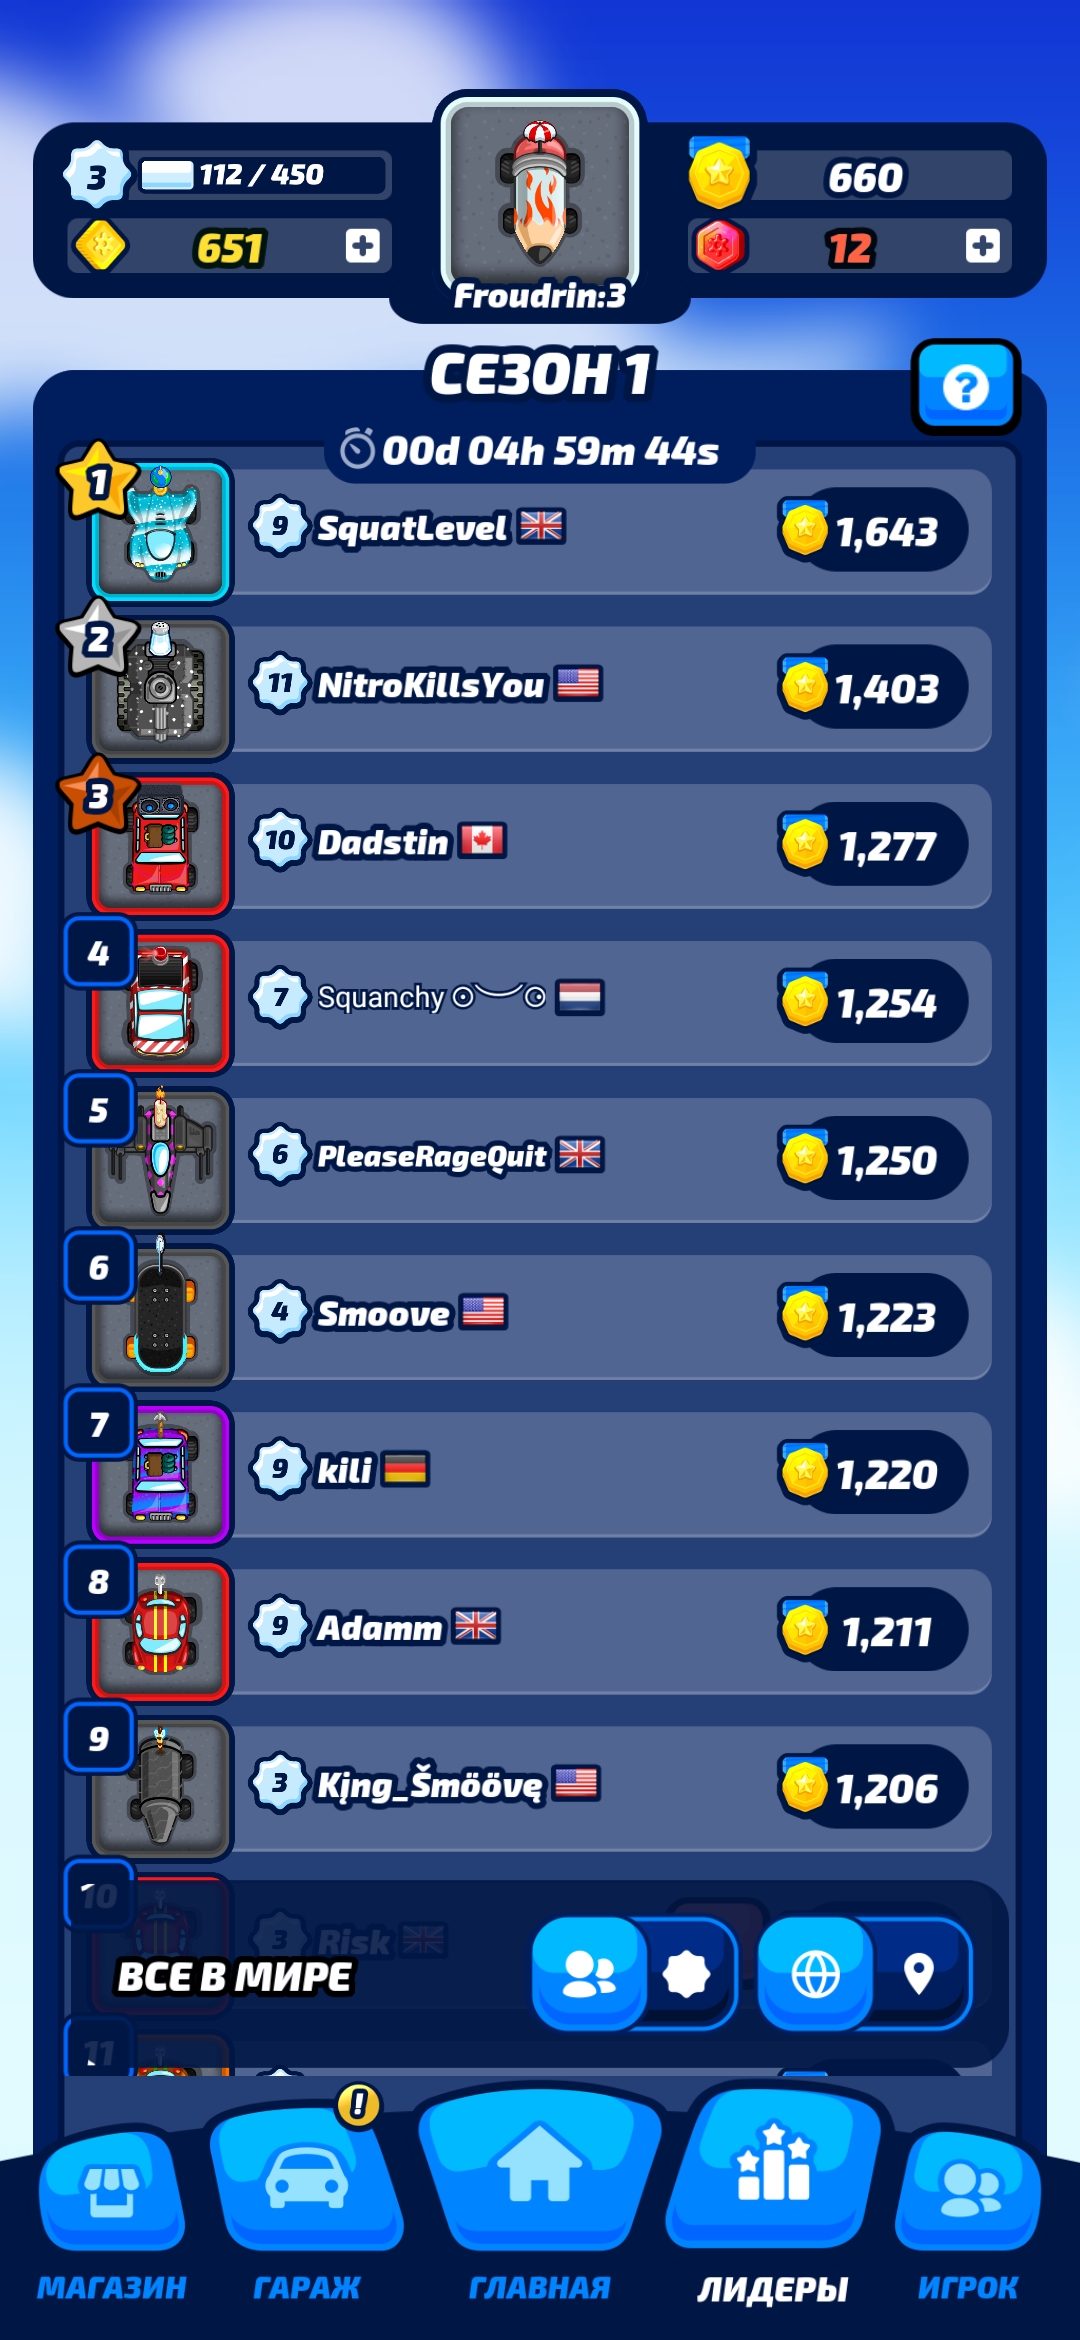 3 112 / 450
660
651
12
Froudrin:3
СЕЗОН 1
00d 04h 59m 44s
1 9 SquatLevel 1,643
2 11 NitroKillsYou 1,403
3 10 Dadstin 1,277
4 7 Squanchy ⊙︶⊙ 1,254
5 6 PleaseRageQuit 1,250
6 4 Smoove 1,223
7 9 kili 1,220
8 9 Adamm 1,211
9 3 Kįng_Šmöövę 1,206
10 3 Risk
ВСЕ В МИРЕ
11
МАГАЗИН ГАРАЖ ГЛАВНАЯ ЛИДЕРЫ ИГРОК